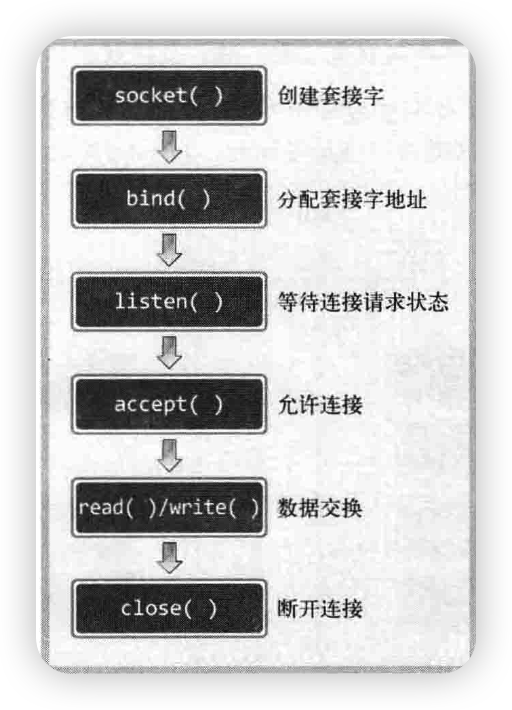 socket( ) 创建套接字
bind( ) 分配套接字地址
listen( ) 等待连接请求状态
accept( ) 允许连接
read( )/write( ) 数据交换
close( ) 断开连接